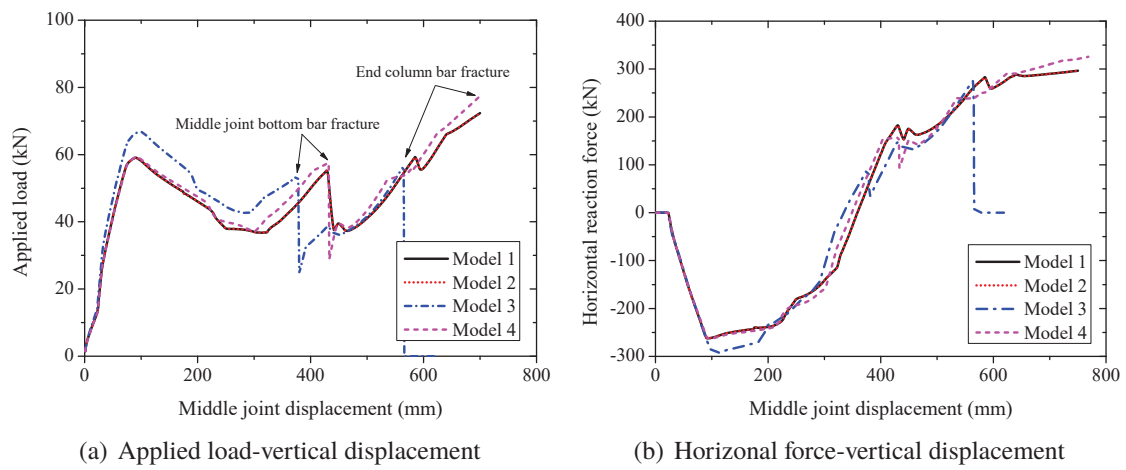 100
80
60
40
20
0
Applied load (kN)
End column bar fracture
Middle joint bottom bar fracture
Model 1
Model 2
Model 3
Model 4
0 200 400 600 800
Middle joint displacement (mm)
(a) Applied load-vertical displacement
400
300
200
100
0
-100
-200
-300
Horizontal reaction force (kN)
Model 1
Model 2
Model 3
Model 4
0 200 400 600 800
Middle joint displacement (mm)
(b) Horizonal force-vertical displacement